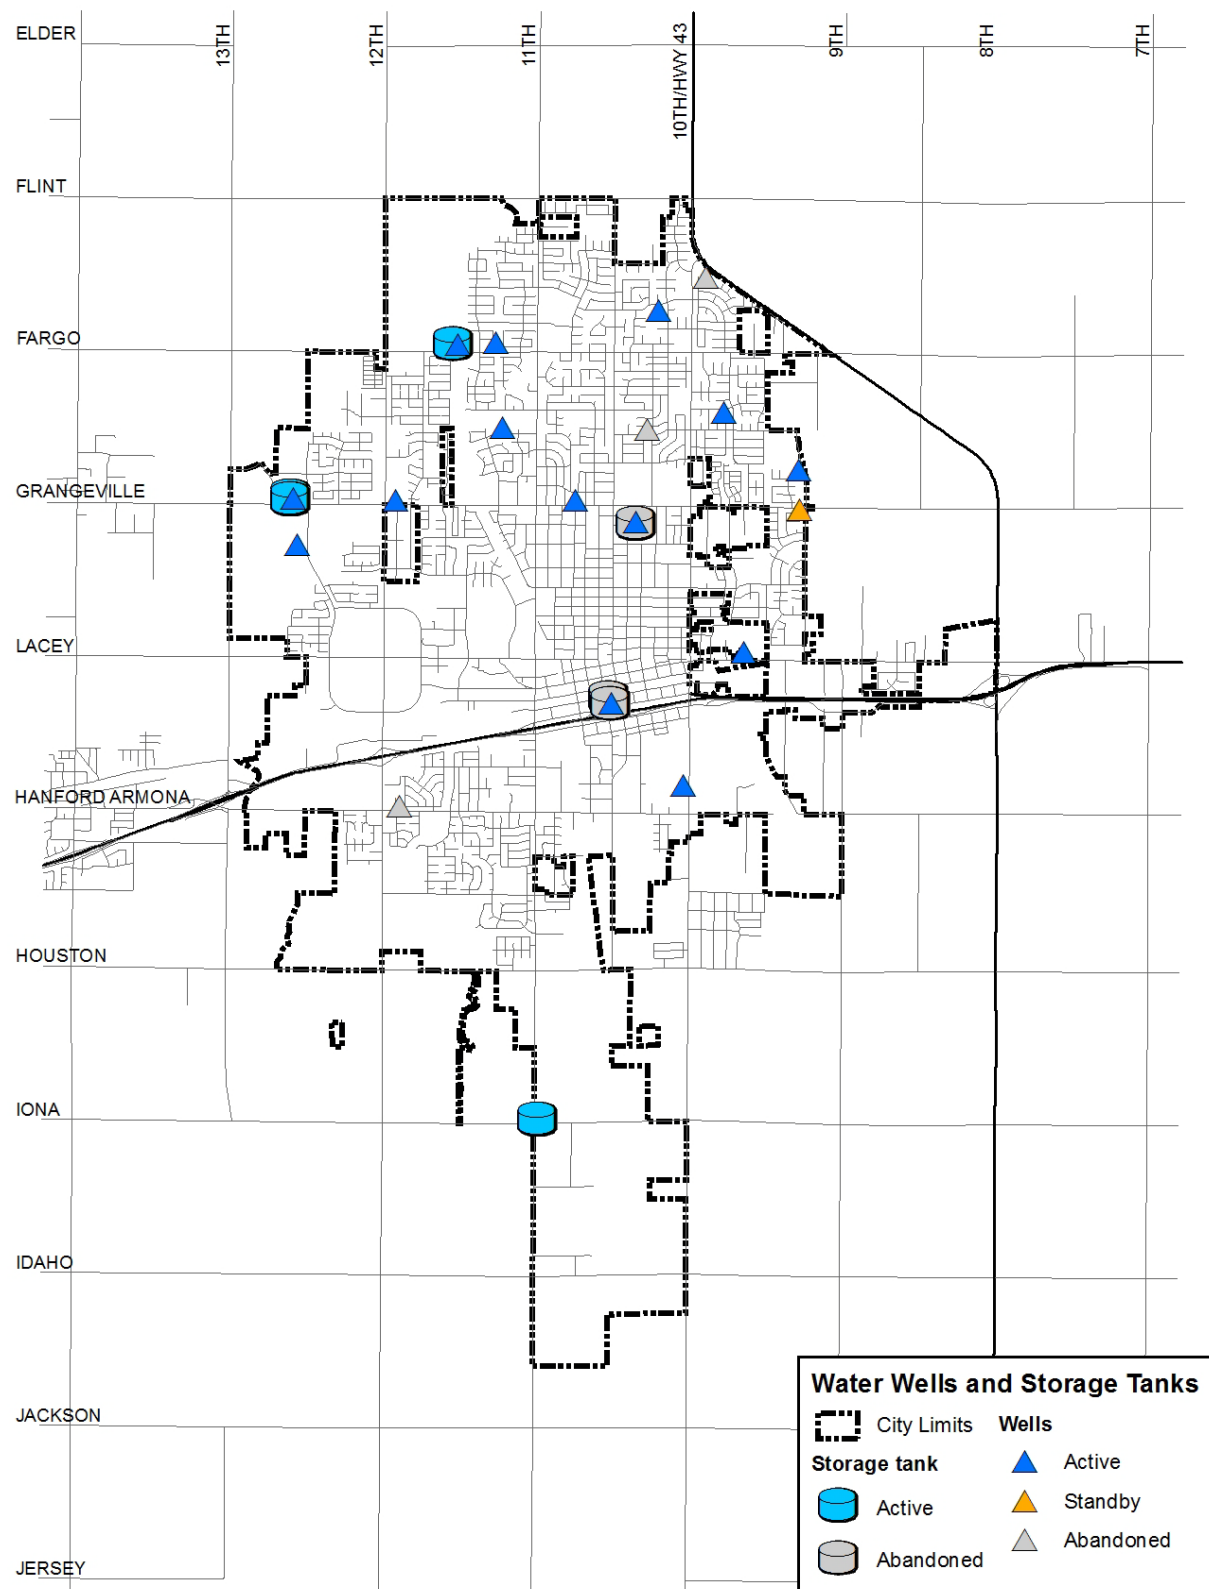 ELDER
13TH
12TH
11TH
10TH/HWY 43
9TH
8TH
7TH
FLINT
FARGO
GRANGEVILLE
LACEY
HANFORD ARMONA
HOUSTON
IONA
IDAHO
JACKSON
JERSEY
Water Wells and Storage Tanks
City Limits
Storage tank
Active
Abandoned
Wells
Active
Standby
Abandoned